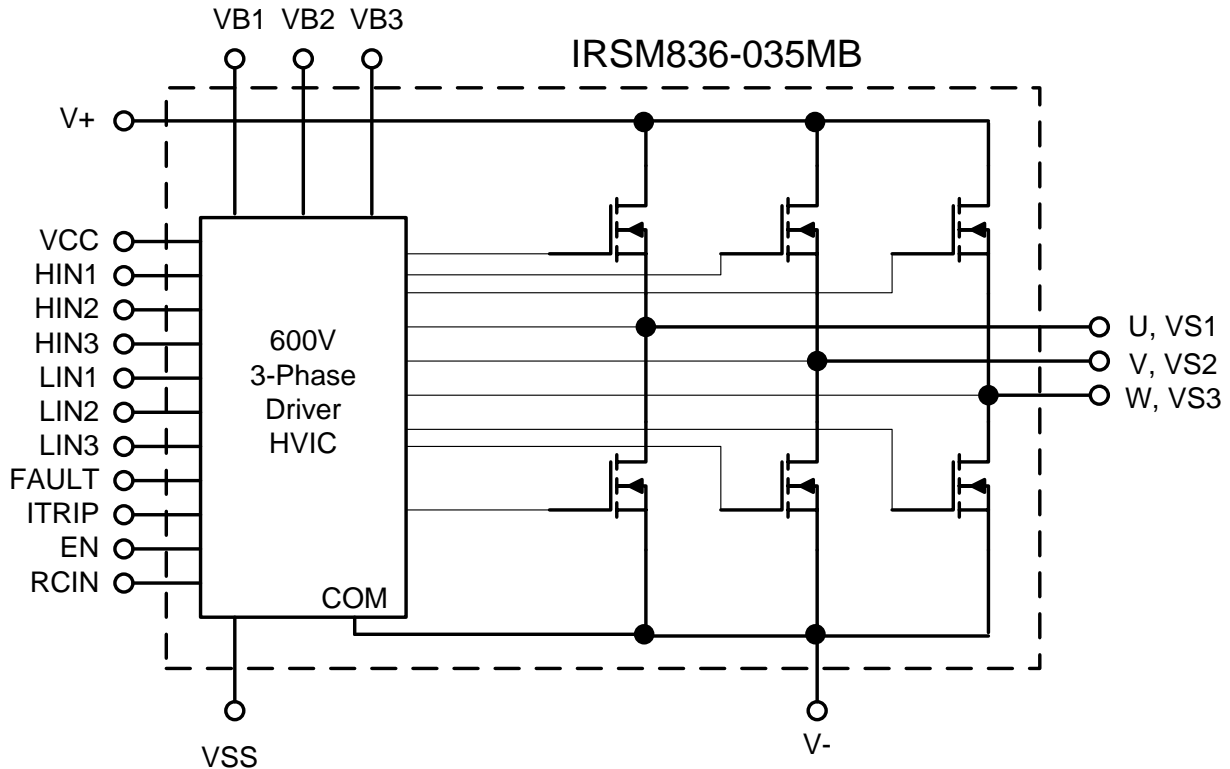 VB1 VB2 VB3
IRSM836-035MB
V+
VCC
HIN1
HIN2
HIN3
LIN1
LIN2
LIN3
FAULT
ITRIP
EN
RCIN
600V
3-Phase
Driver
HVIC
COM
U, VS1
V, VS2
W, VS3
VSS
V-